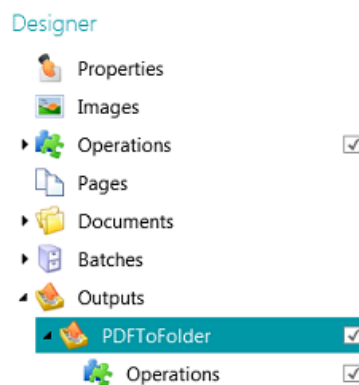 Designer
Properties
Images
Operations
Pages
Documents
Batches
Outputs
PDFToFolder
Operations